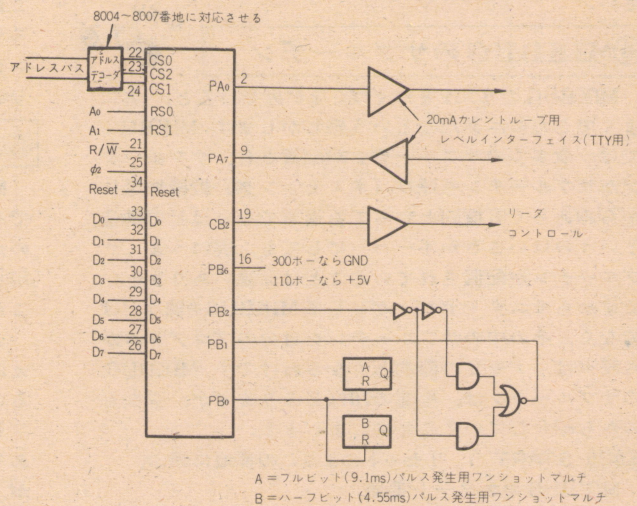 8004～8007番地に対応させる
アドレスバス
アドレス
デコーダ
22 CS0
23 CS2
24 CS1
A0 RS0
A1 RS1
R/W̅ 21
φ2 25
Reset 34 Reset
D0 33 D0
D1 32 D1
D2 31 D2
D3 30 D3
D4 29 D4
D5 28 D5
D6 27 D6
D7 26 D7
PA0 2
20mAカレントループ用
レベルインターフェイス(TTY用)
PA7 9
CB2 19
リーダ
コントロール
PB6 16
300ボーならGND
110ボーなら+5V
PB2
PB1
PB0
A
R Q
B
R Q
A=フルビット(9.1ms)パルス発生用ワンショットマルチ
B=ハーフビット(4.55ms)パルス発生用ワンショットマルチ